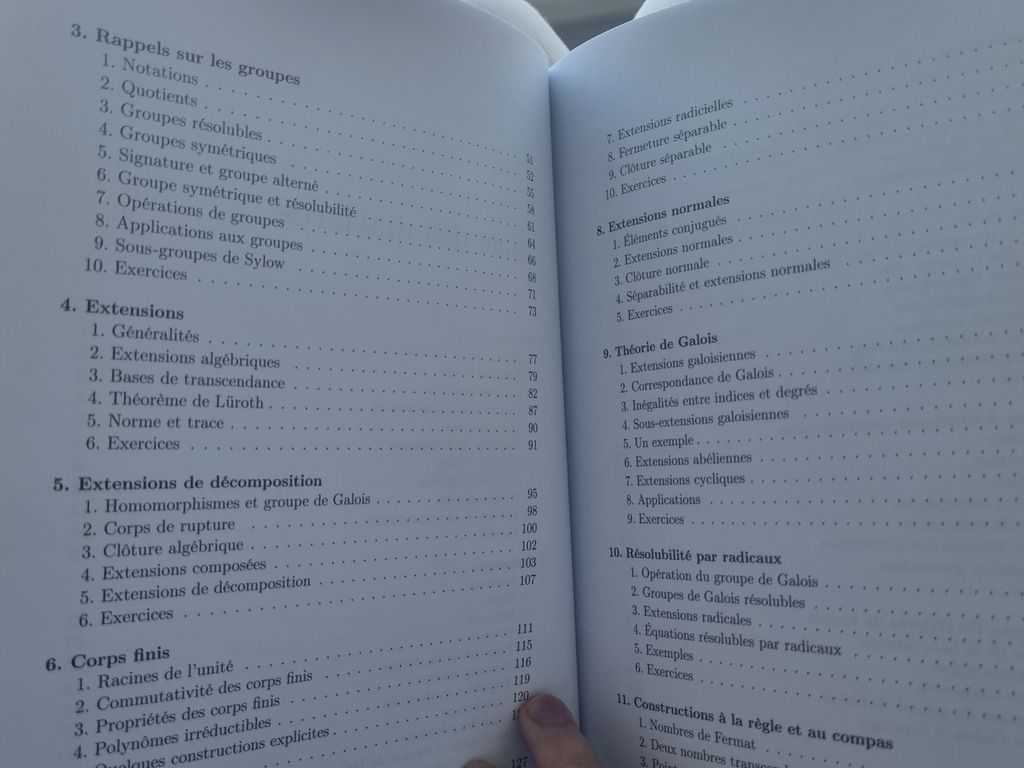 3. Rappels sur les groupes
1. Notations . . . . . . . . . . 51
2. Quotients . . . . . . . . . . 52
3. Groupes résolubles . . . . . . . . . . 55
4. Groupes symétriques . . . . . . . . . . 58
5. Signature et groupe alterné . . . . . . . . . . 61
6. Groupe symétrique et résolubilité . . . . . . . . . . 64
7. Opérations de groupes . . . . . . . . . . 66
8. Applications aux groupes . . . . . . . . . . 68
9. Sous-groupes de Sylow . . . . . . . . . . 71
10. Exercices . . . . . . . . . . 73
4. Extensions
1. Généralités . . . . . . . . . . 77
2. Extensions algébriques . . . . . . . . . . 79
3. Bases de transcendance . . . . . . . . . . 82
4. Théorème de Lüroth . . . . . . . . . . 87
5. Norme et trace . . . . . . . . . . 90
6. Exercices . . . . . . . . . . 91
5. Extensions de décomposition
1. Homomorphismes et groupe de Galois . . . . . . . . . . 95
2. Corps de rupture . . . . . . . . . . 98
3. Clôture algébrique . . . . . . . . . . 100
4. Extensions composées . . . . . . . . . . 102
5. Extensions de décomposition . . . . . . . . . . 103
6. Exercices . . . . . . . . . . 107
6. Corps finis
1. Racines de l'unité . . . . . . . . . . 111
2. Commutativité des corps finis . . . . . . . . . . 115
3. Propriétés des corps finis . . . . . . . . . . 116
4. Polynômes irréductibles . . . . . . . . . . 119
Quelques constructions explicites . . . . . . . . . . 120
127
7. Extensions radicielles . . . . . . . . . .
8. Fermeture séparable . . . . . . . . . .
9. Clôture séparable . . . . . . . . . .
10. Exercices . . . . . . . . . .
8. Extensions normales
1. Éléments conjugués . . . . . . . . . .
2. Extensions normales . . . . . . . . . .
3. Clôture normale . . . . . . . . . .
4. Séparabilité et extensions normales . . . . . . . . . .
5. Exercices . . . . . . . . . .
9. Théorie de Galois
1. Extensions galoisiennes . . . . . . . . . .
2. Correspondance de Galois . . . . . . . . . .
3. Inégalités entre indices et degrés . . . . . . . . . .
4. Sous-extensions galoisiennes . . . . . . . . . .
5. Un exemple . . . . . . . . . .
6. Extensions abéliennes . . . . . . . . . .
7. Extensions cycliques . . . . . . . . . .
8. Applications . . . . . . . . . .
9. Exercices . . . . . . . . . .
10. Résolubilité par radicaux
1. Opération du groupe de Galois . . . . . . . . . .
2. Groupes de Galois résolubles . . . . . . . . . .
3. Extensions radicales . . . . . . . . . .
4. Équations résolubles par radicaux . . . . . . . . . .
5. Exemples . . . . . . . . . .
6. Exercices . . . . . . . . . .
11. Constructions à la règle et au compas
1. Nombres de Fermat . . . . . . . . . .
2. Deux nombres
3.